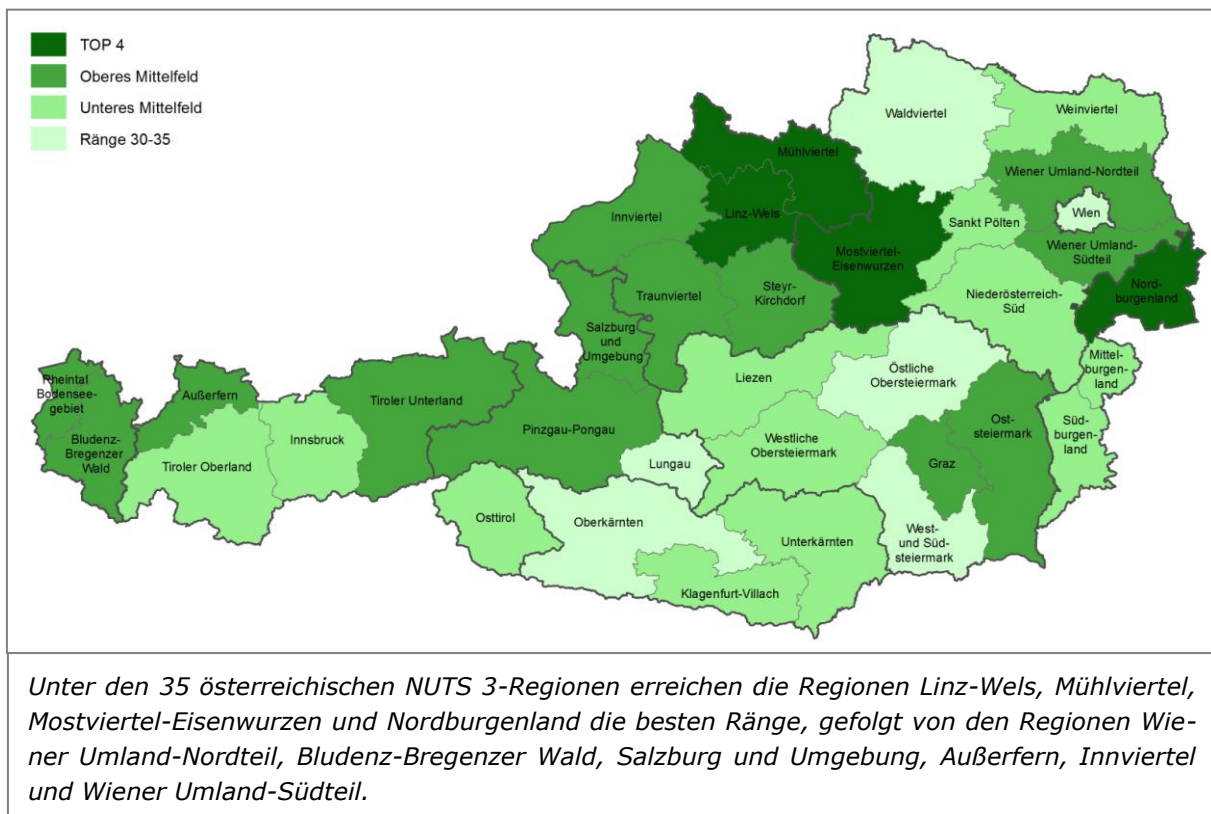 TOP 4
Oberes Mittelfeld
Unteres Mittelfeld
Ränge 30-35
Waldviertel
Weinviertel
Mühlviertel
Wiener Umland-Nordteil
Linz-Wels
Innviertel
Wien
Sankt Pölten
Mostviertel-
Eisenwurzen
Wiener Umland-
Südteil
Nord-
burgenland
Traunviertel
Steyr-
Kirchdorf
Niederösterreich-
Süd
Salzburg
und
Umgebung
Mittel-
burgen-
land
Rheintal
Bodensee-
gebiet
Außerfern
Tiroler Unterland
Liezen
Östliche
Obersteiermark
Bludenz-
Bregenzer
Wald
Innsbruck
Pinzgau-Pongau
Ost-
steiermark
Süd-
burgen-
land
Tiroler Oberland
Westliche
Obersteiermark
Lungau
Graz
Osttirol
Oberkärnten
Unterkärnten
West-
und Süd-
steiermark
Klagenfurt-Villach
Unter den 35 österreichischen NUTS 3-Regionen erreichen die Regionen Linz-Wels, Mühlviertel,
Mostviertel-Eisenwurzen und Nordburgenland die besten Ränge, gefolgt von den Regionen Wie-
ner Umland-Nordteil, Bludenz-Bregenzer Wald, Salzburg und Umgebung, Außerfern, Innviertel
und Wiener Umland-Südteil.